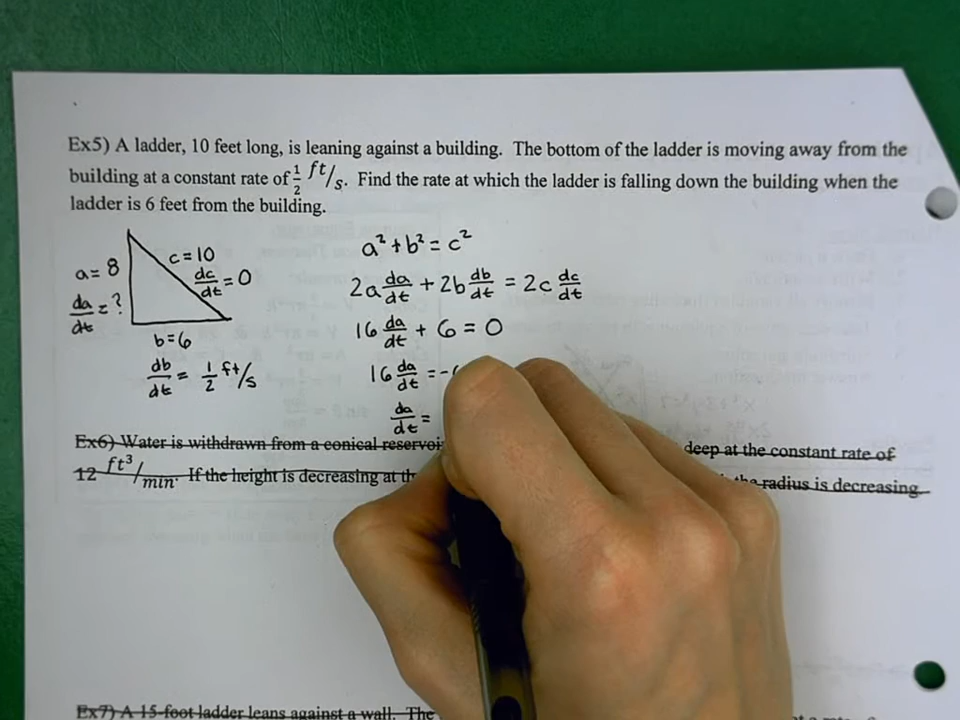 Ex5) A ladder, 10 feet long, is leaning against a building. The bottom of the ladder is moving away from the
building at a constant rate of 1/2 ft/s. Find the rate at which the ladder is falling down the building when the
ladder is 6 feet from the building.
a = 8
da/dt = ?
c = 10
dc/dt = 0
b = 6
db/dt = 1/2 ft/s
a² + b² = c²
2a da/dt + 2b db/dt = 2c dc/dt
16 da/dt + 6 = 0
16 da/dt = -
da/dt =
Ex6) Water is withdrawn from a conical deep at the constant rate of
12 ft³/min. If the height is decreasing at radius is decreasing
Ex7) A 15-foot ladder leans against a wall. The